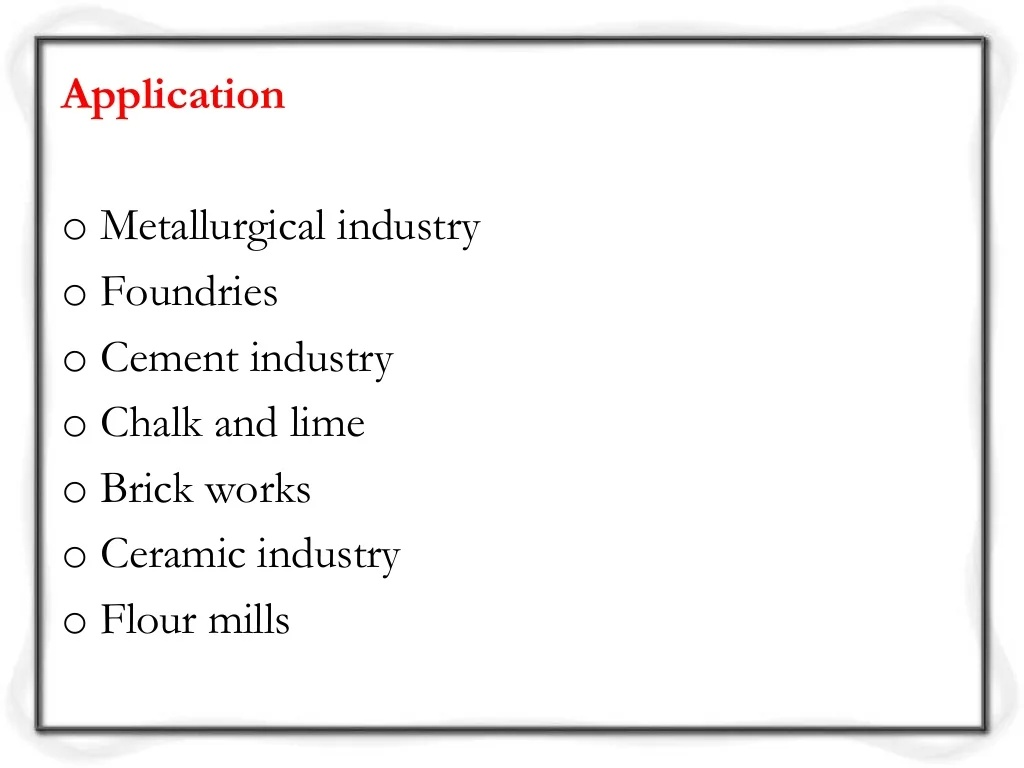 Application
o Metallurgical industry
o Foundries
o Cement industry
o Chalk and lime
o Brick works
o Ceramic industry
o Flour mills